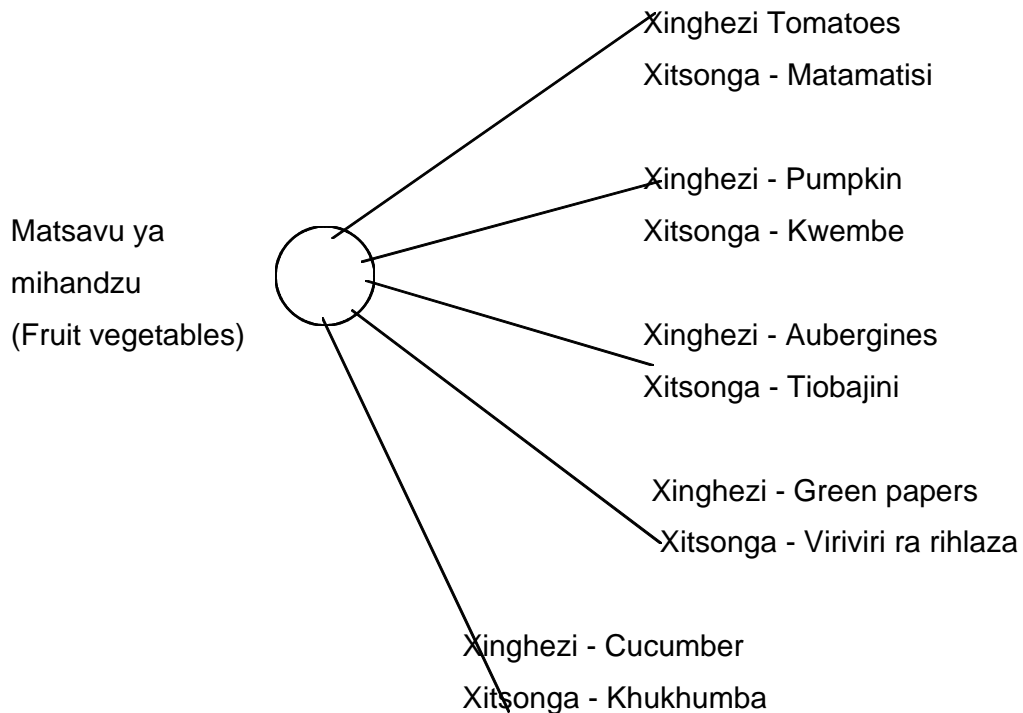 Xinghezi Tomatoes
Xitsonga - Matamatisi
Xinghezi - Pumpkin
Xitsonga - Kwembe
Matsavu ya
mihandzu
(Fruit vegetables)
Xinghezi - Aubergines
Xitsonga - Tiobajini
Xinghezi - Green papers
Xitsonga - Viriviri ra rihlaza
Xinghezi - Cucumber
Xitsonga - Khukhumba